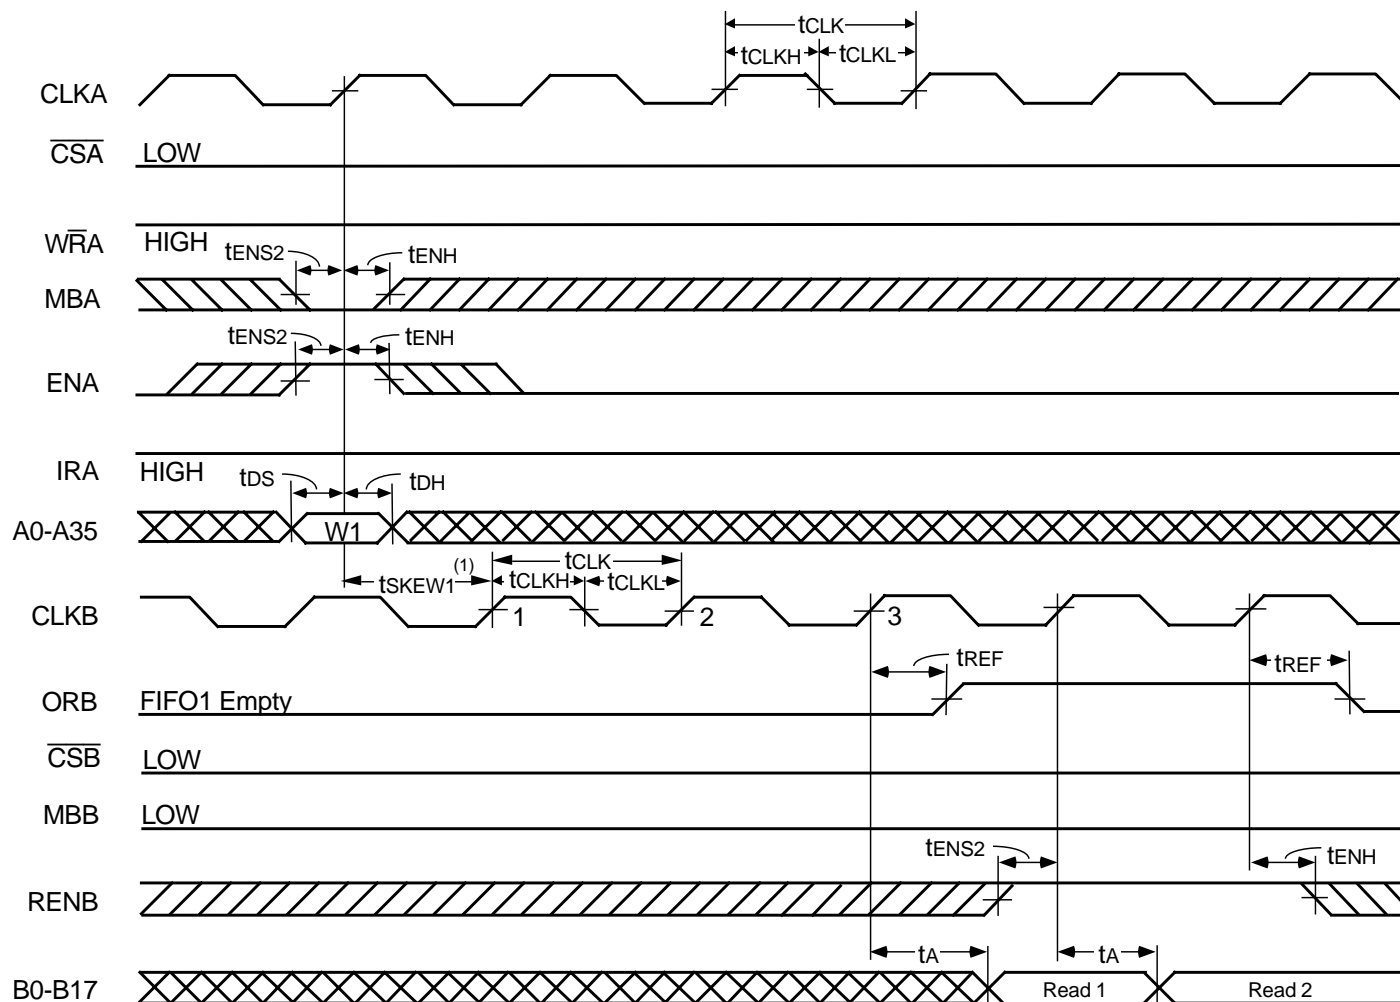 tCLK
tCLKH tCLKL
CLKA
CSA LOW
WRA HIGH
tENS2 tENH
MBA
tENS2 tENH
ENA
IRA HIGH
tDS tDH
A0-A35 W1
tSKEW1 (1) tCLK
tCLKH tCLKL
CLKB 1 2 3
tREF tREF
ORB FIFO1 Empty
CSB LOW
MBB LOW
tENS2 tENH
RENB
tA tA
B0-B17 Read 1 Read 2